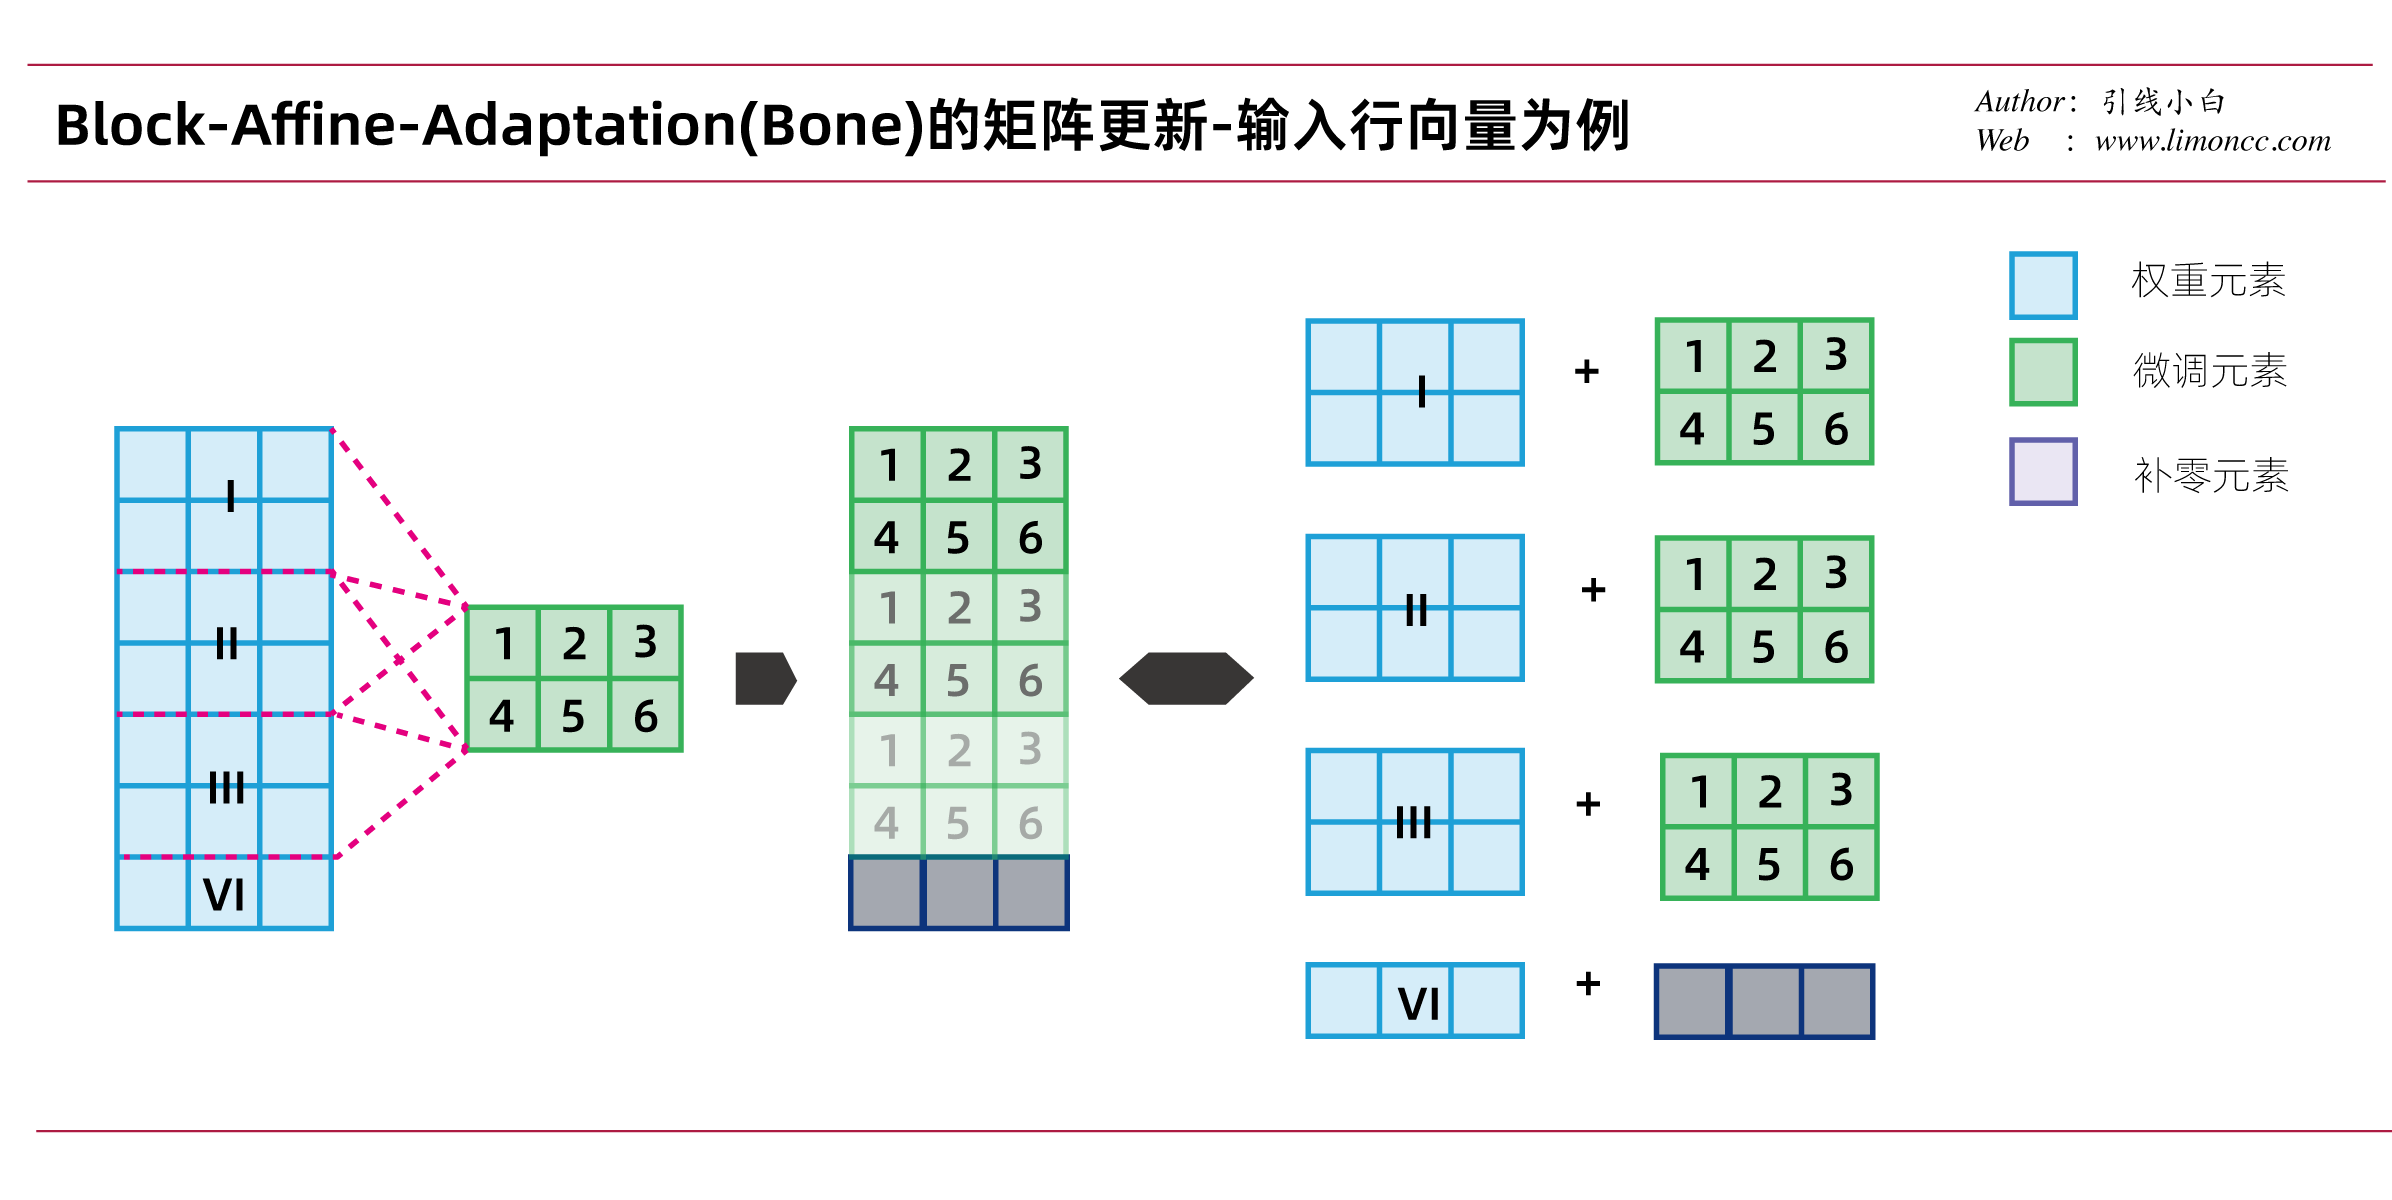 Block-Affine-Adaptation(Bone)的矩阵更新-输入行向量为例
Author: 引线小白
Web : www.limoncc.com
权重元素
微调元素
补零元素
I
II
III
VI
1 2 3
4 5 6
1 2 3
4 5 6
1 2 3
4 5 6
1 2 3
4 5 6
I + 1 2 3
4 5 6
II + 1 2 3
4 5 6
III + 1 2 3
4 5 6
VI +